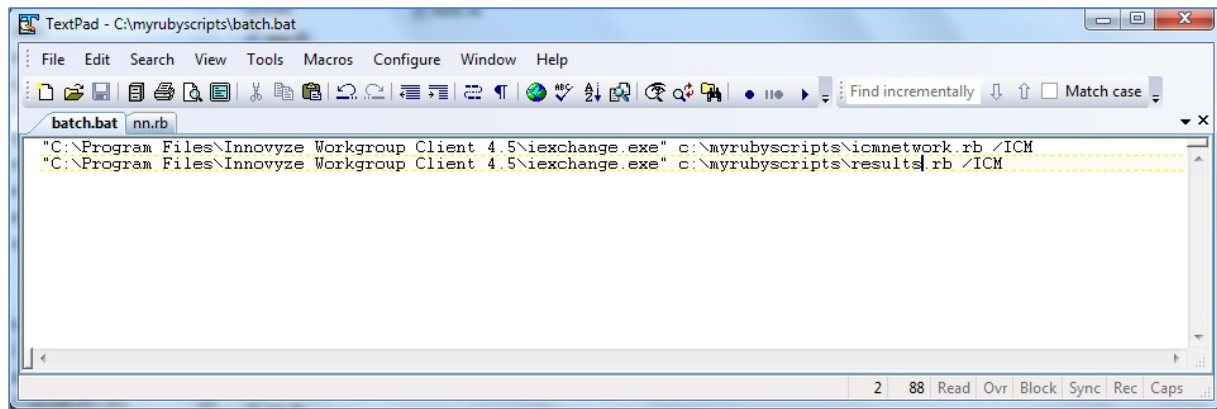 TextPad - C:\myrubyscripts\batch.bat
File Edit Search View Tools Macros Configure Window Help
Find incrementally Match case
batch.bat nn.rb
"C:\Program Files\Innovyze Workgroup Client 4.5\iexchange.exe" c:\myrubyscripts\icmnetwork.rb /ICM
"C:\Program Files\Innovyze Workgroup Client 4.5\iexchange.exe" c:\myrubyscripts\results.rb /ICM
2 88 Read Ovr Block Sync Rec Caps